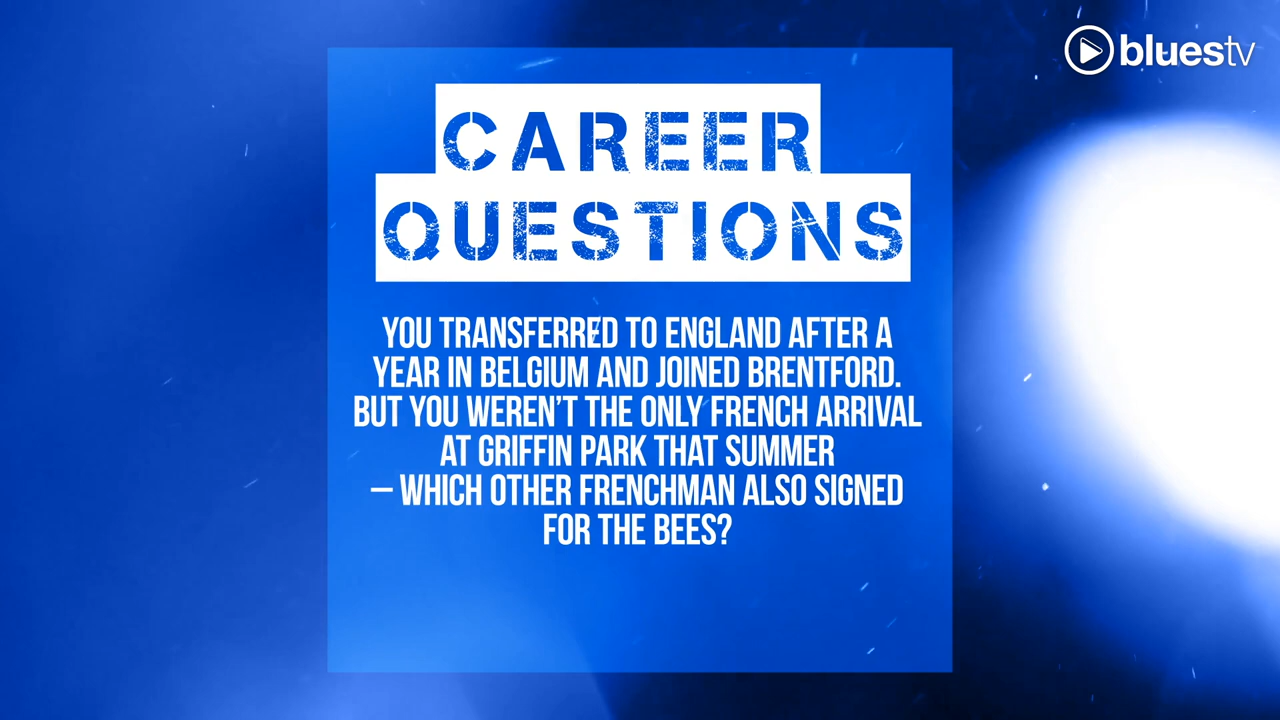 bluestv
CAREER
QUESTIONS
YOU TRANSFERRED TO ENGLAND AFTER A
YEAR IN BELGIUM AND JOINED BRENTFORD.
BUT YOU WEREN'T THE ONLY FRENCH ARRIVAL
AT GRIFFIN PARK THAT SUMMER
– WHICH OTHER FRENCHMAN ALSO SIGNED
FOR THE BEES?